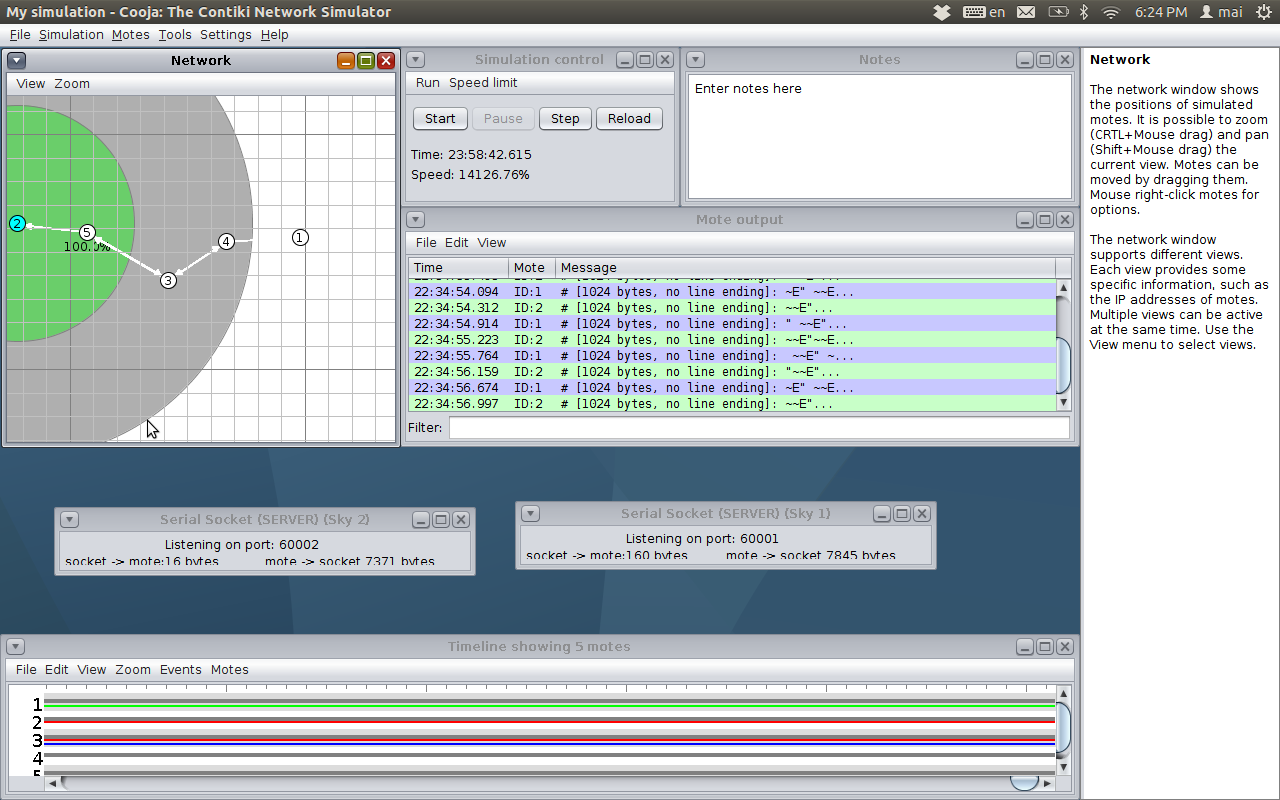 My simulation - Cooja: The Contiki Network Simulator
en
6:24 PM
mai
File Simulation Motes Tools Settings Help
Network
View Zoom
2
5
100.0%
4
1
3
Simulation control
Run Speed limit
Start Pause Step Reload
Time: 23:58:42.615
Speed: 14126.76%
Notes
Enter notes here
Mote output
File Edit View
Time Mote Message
22:34:54.094 ID:1 # [1024 bytes, no line ending]: ~E" ~~E...
22:34:54.312 ID:2 # [1024 bytes, no line ending]: ~~E"...
22:34:54.914 ID:1 # [1024 bytes, no line ending]: " ~~E"...
22:34:55.223 ID:2 # [1024 bytes, no line ending]: ~~E"~~E...
22:34:55.764 ID:1 # [1024 bytes, no line ending]: ~~E" ~...
22:34:56.159 ID:2 # [1024 bytes, no line ending]: "~~E"...
22:34:56.674 ID:1 # [1024 bytes, no line ending]: ~E" ~~E...
22:34:56.997 ID:2 # [1024 bytes, no line ending]: ~~E"...
Filter:
Network
The network window shows
the positions of simulated
motes. It is possible to zoom
(CRTL+Mouse drag) and pan
(Shift+Mouse drag) the
current view. Motes can be
moved by dragging them.
Mouse right-click motes for
options.
The network window
supports different views.
Each view provides some
specific information, such as
the IP addresses of motes.
Multiple views can be active
at the same time. Use the
View menu to select views.
Serial Socket (SERVER) (Sky 2)
Listening on port: 60002
socket -> mote:16 bytes mote -> socket 7371 bytes
Serial Socket (SERVER) (Sky 1)
Listening on port: 60001
socket -> mote:160 bytes mote -> socket 7845 bytes
Timeline showing 5 motes
File Edit View Zoom Events Motes
1
2
3
4
5